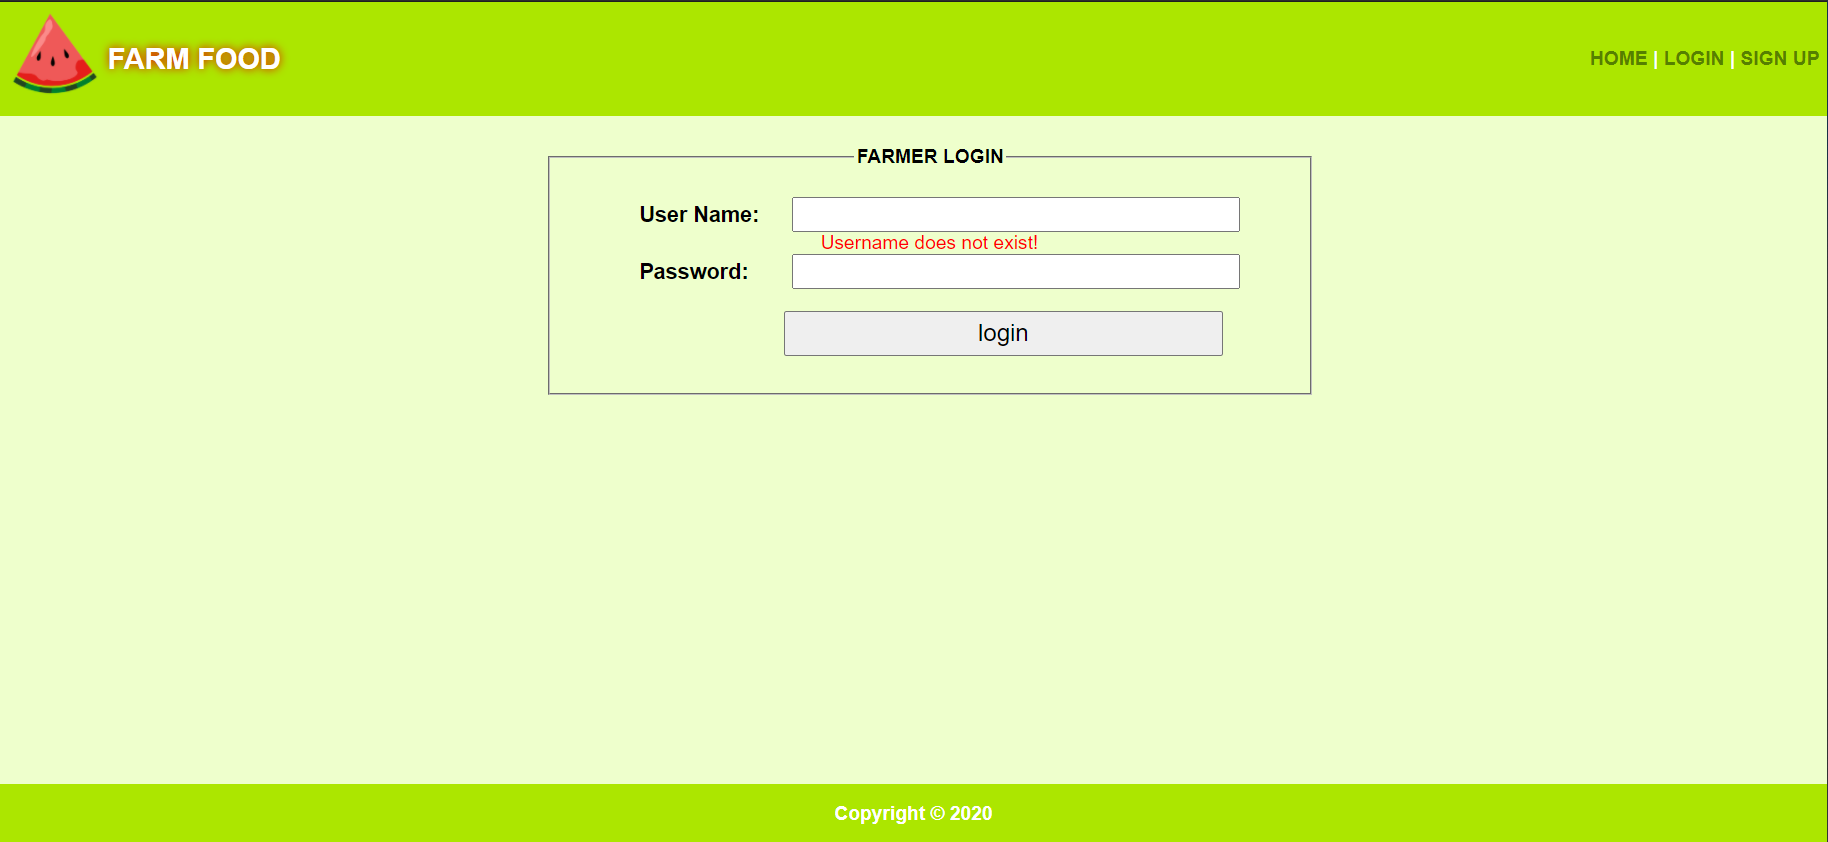 FARM FOOD
HOME | LOGIN | SIGN UP
FARMER LOGIN
User Name:
Username does not exist!
Password:
login
Copyright © 2020